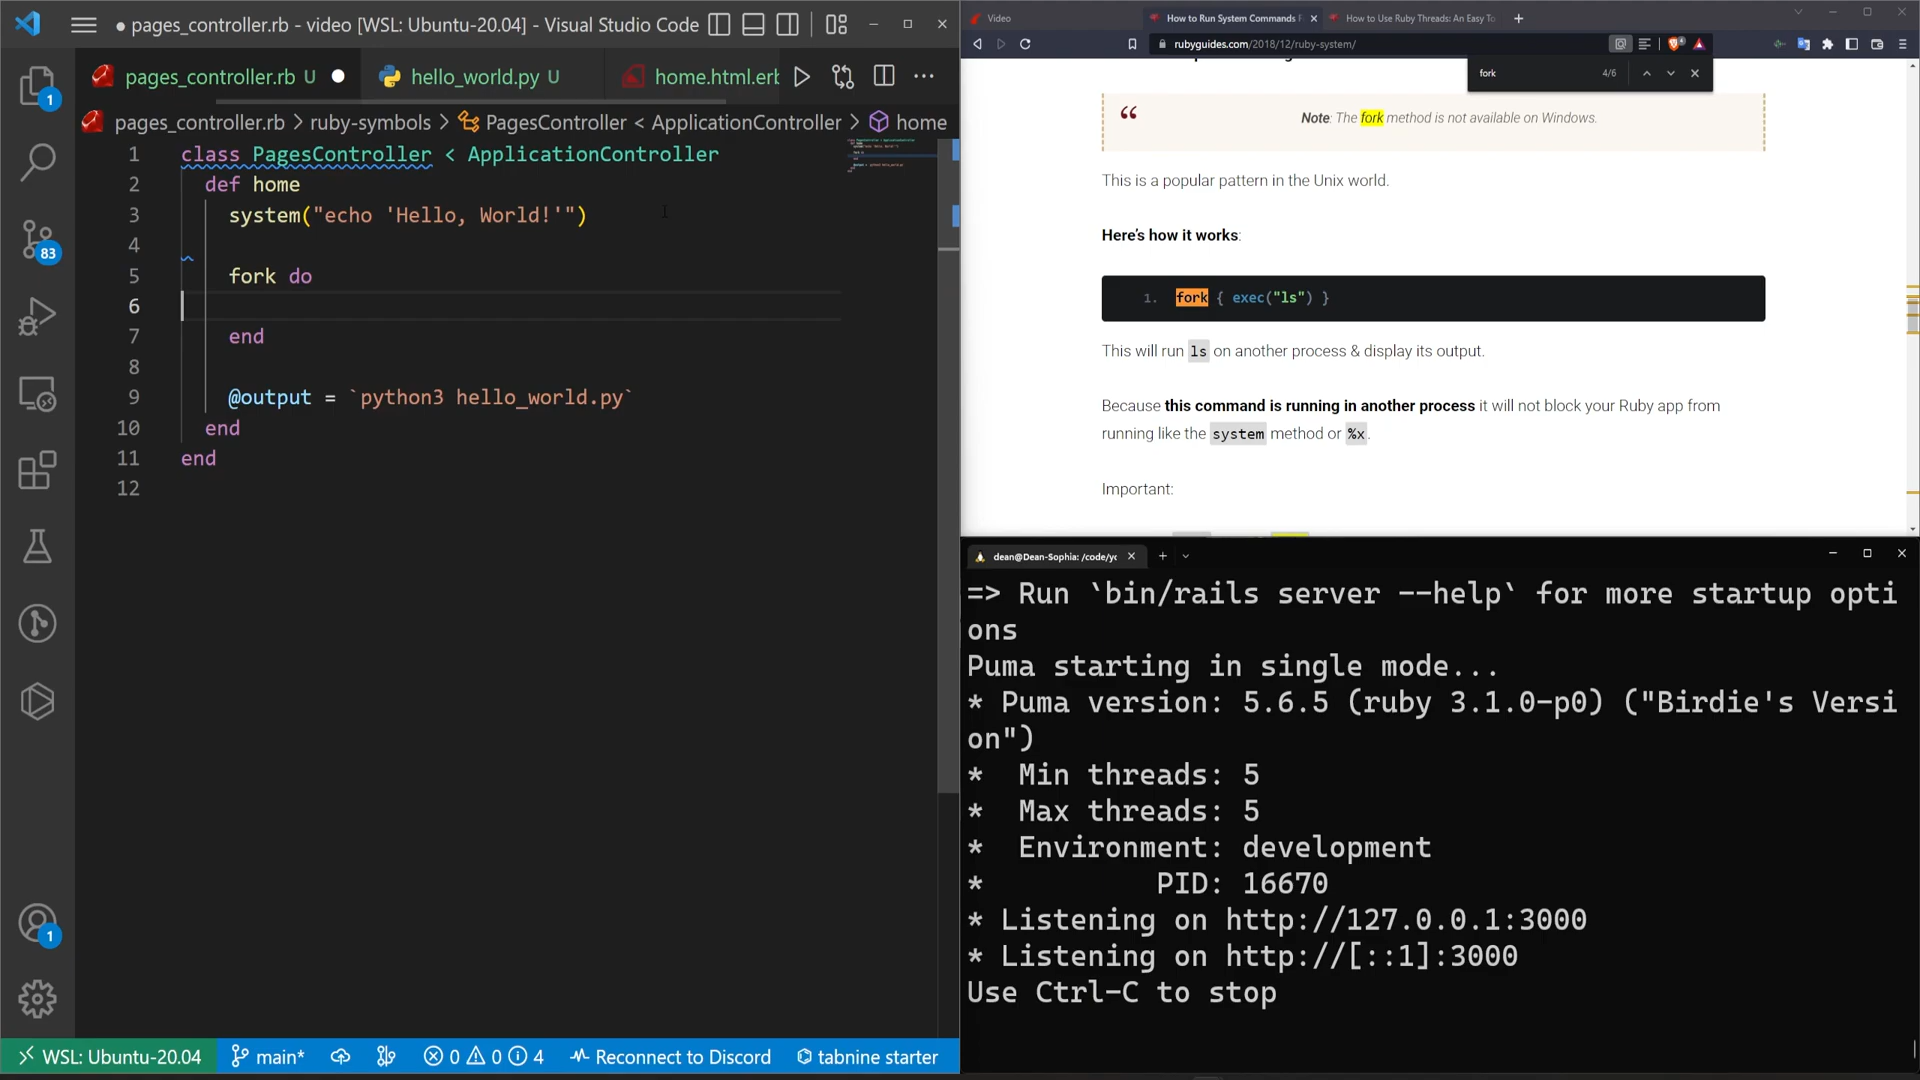 ● pages_controller.rb - video [WSL: Ubuntu-20.04] - Visual Studio Code
pages_controller.rb U ●
hello_world.py U
home.html.erb
pages_controller.rb > ruby-symbols > PagesController < ApplicationController > home
1 class PagesController < ApplicationController
2 def home
3 system("echo 'Hello, World!'")
4
5 fork do
6
7 end
8
9 @output = `python3 hello_world.py`
10 end
11 end
12
1
83
1
WSL: Ubuntu-20.04 main* 0 0 4 Reconnect to Discord tabnine starter
Video
How to Run System Commands F
How to Use Ruby Threads: An Easy To
rubyguides.com/2018/12/ruby-system/
fork 4/6
“ Note: The fork method is not available on Windows.
This is a popular pattern in the Unix world.
Here’s how it works:
1. fork { exec("ls") }
This will run ls on another process & display its output.
Because this command is running in another process it will not block your Ruby app from
running like the system method or %x.
Important:
dean@Dean-Sophia: /code/yc
=> Run `bin/rails server --help` for more startup opti
ons
Puma starting in single mode...
* Puma version: 5.6.5 (ruby 3.1.0-p0) ("Birdie's Versi
on")
* Min threads: 5
* Max threads: 5
* Environment: development
* PID: 16670
* Listening on http://127.0.0.1:3000
* Listening on http://[::1]:3000
Use Ctrl-C to stop